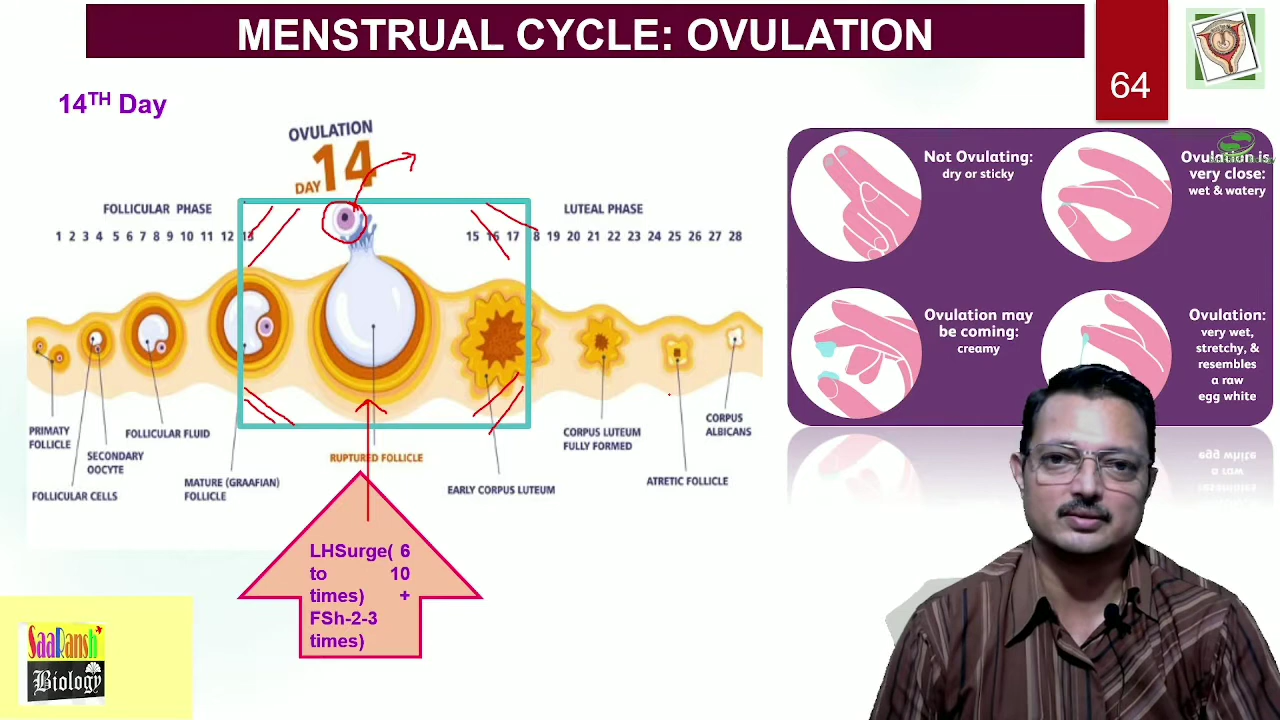 MENSTRUAL CYCLE: OVULATION
64
14TH Day
OVULATION
DAY 14
FOLLICULAR PHASE
LUTEAL PHASE
1 2 3 4 5 6 7 8 9 10 11 12 13
15 16 17 18 19 20 21 22 23 24 25 26 27 28
PRIMATY
FOLLICLE
SECONDARY
OOCYTE
FOLLICULAR CELLS
FOLLICULAR FLUID
MATURE (GRAAFIAN)
FOLLICLE
RUPTURED FOLLICLE
EARLY CORPUS LUTEUM
CORPUS LUTEUM
FULLY FORMED
ATRETIC FOLLICLE
CORPUS
ALBICANS
LHSurge( 6
to 10
times) +
FSh-2-3
times)
Not Ovulating:
dry or sticky
Ovulation is
very close:
wet & watery
Ovulation may
be coming:
creamy
Ovulation:
very wet,
stretchy, &
resembles
a raw
egg white
SaaRansh
Biology